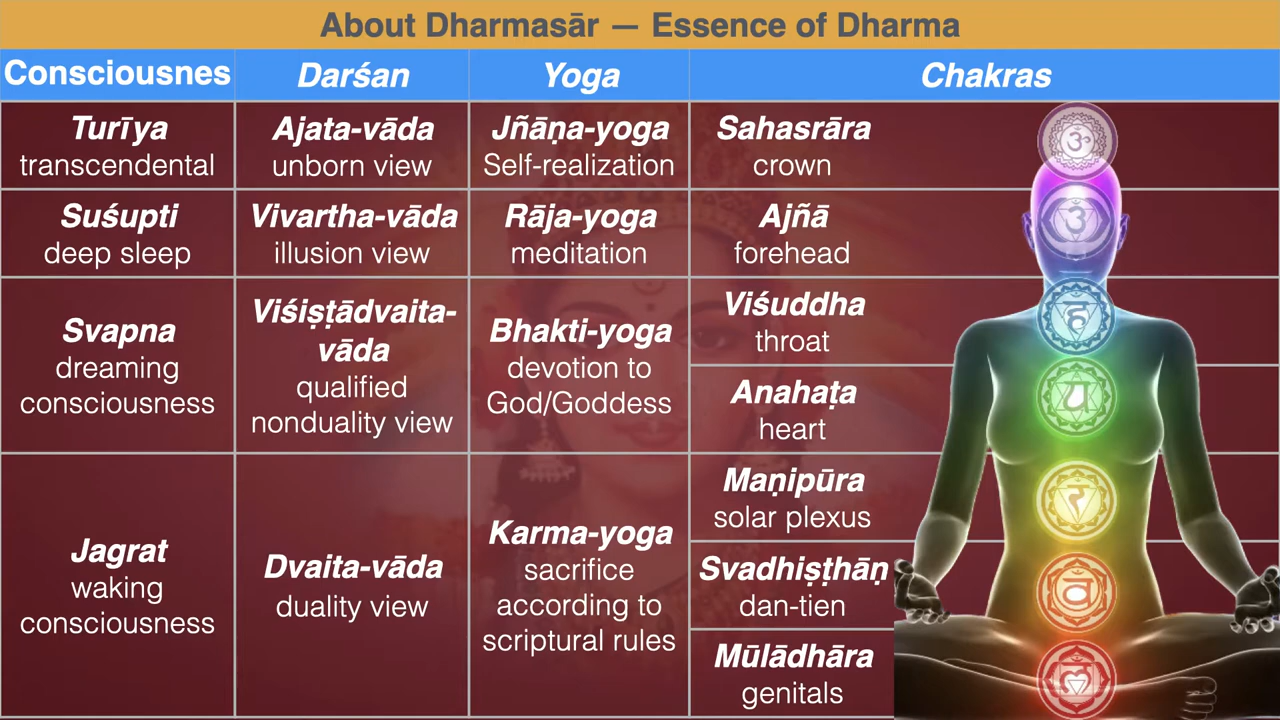 About Dharmasār — Essence of Dharma
Consciousnes
Darśan
Yoga
Chakras
Turīya
transcendental
Ajata-vāda
unborn view
Jñāṇa-yoga
Self-realization
Sahasrāra
crown
Suśupti
deep sleep
Vivartha-vāda
illusion view
Rāja-yoga
meditation
Ajñā
forehead
Svapna
dreaming
consciousness
Viśiṣṭādvaita-
vāda
qualified
nonduality view
Bhakti-yoga
devotion to
God/Goddess
Viśuddha
throat
Anahaṭa
heart
Jagrat
waking
consciousness
Dvaita-vāda
duality view
Karma-yoga
sacrifice
according to
scriptural rules
Maṇipūra
solar plexus
Svadhiṣṭhāṇ
dan-tien
Mūlādhāra
genitals